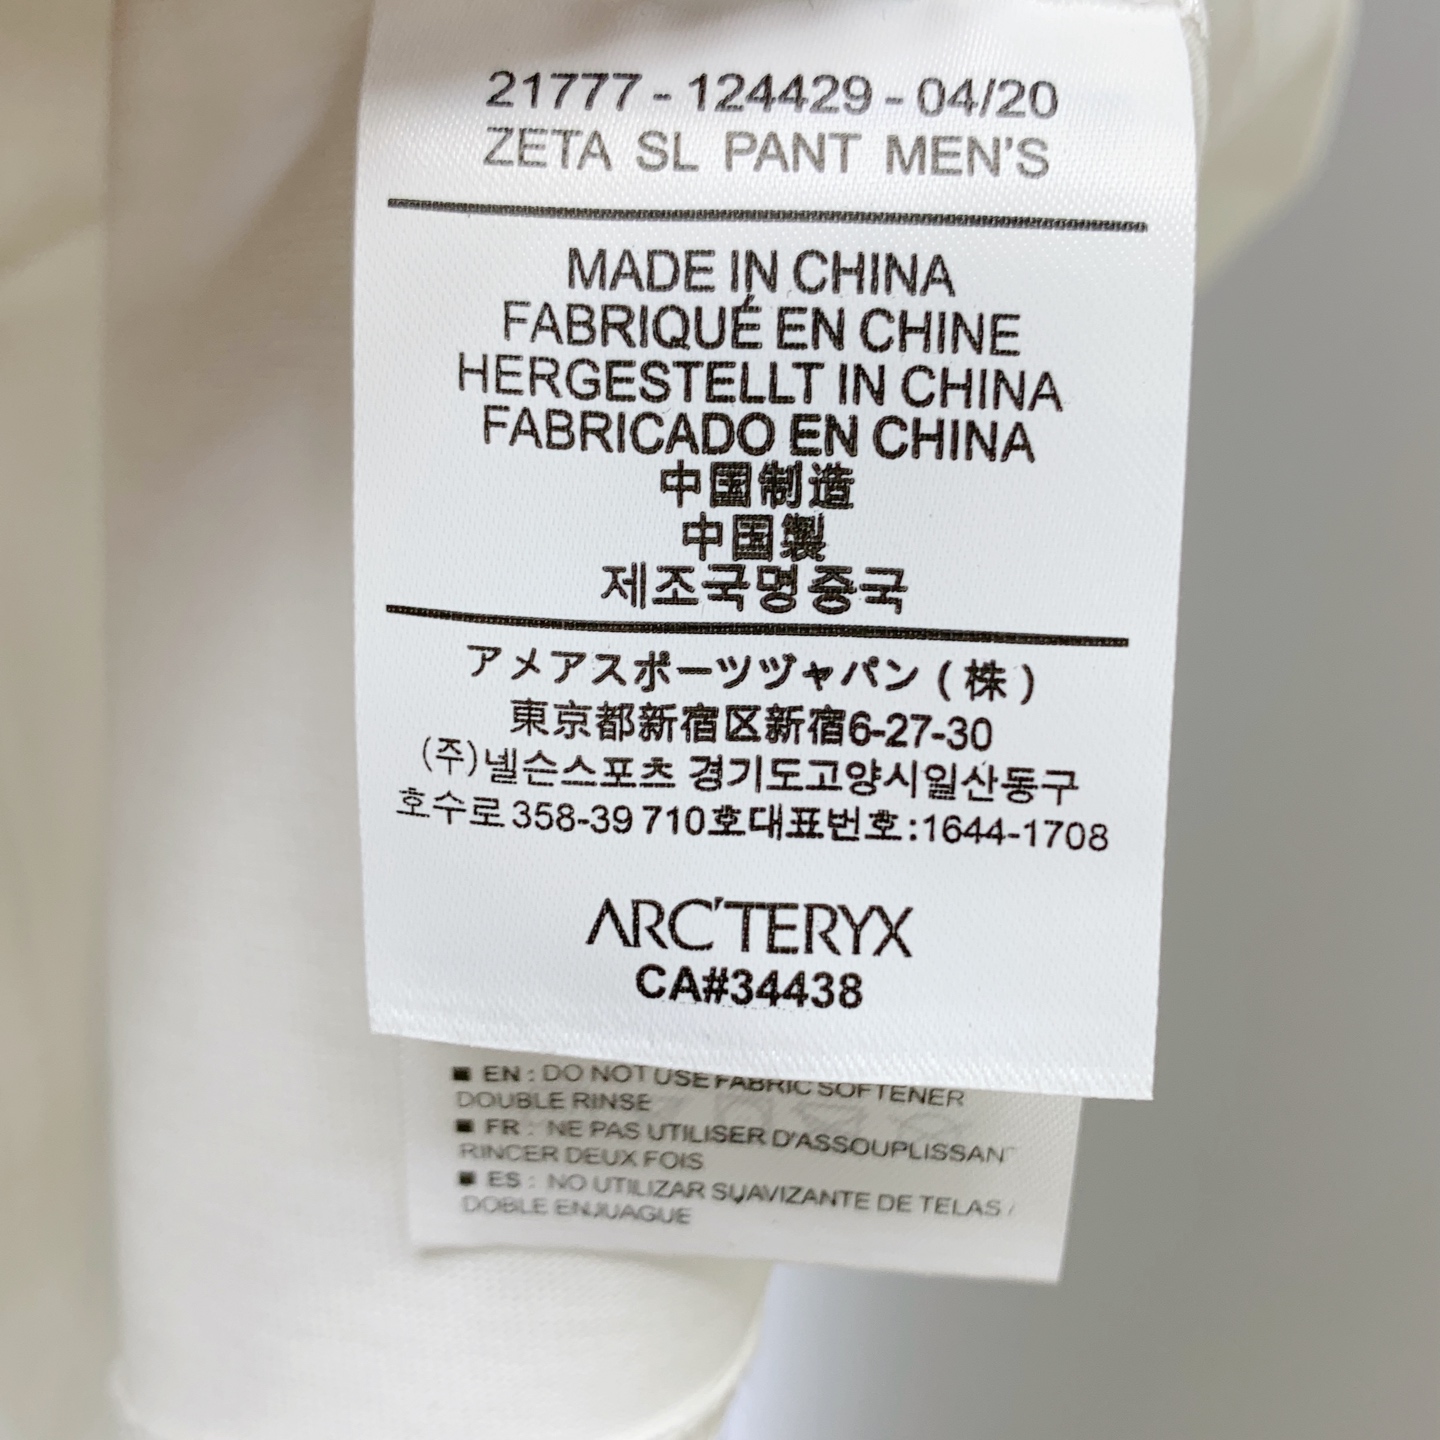 21777 - 124429 - 04/20
ZETA SL PANT MEN'S
MADE IN CHINA
FABRIQUÉ EN CHINE
HERGESTELLT IN CHINA
FABRICADO EN CHINA
中国制造
中国製
제조국명중국
アメアスポーツヅャパン ( 株 )
東京都新宿区新宿6-27-30
(주)넬슨스포츠 경기도고양시일산동구
호수로 358-39 710호대표번호:1644-1708
ARC'TERYX
CA#34438
■ EN : DO NOT USE FABRIC SOFTENER
DOUBLE RINSE
■ FR : NE PAS UTILISER D'ASSOUPLISSANT
RINCER DEUX FOIS
■ ES : NO UTILIZAR SUAVIZANTE DE TELAS /
DOBLE ENJUAGUE